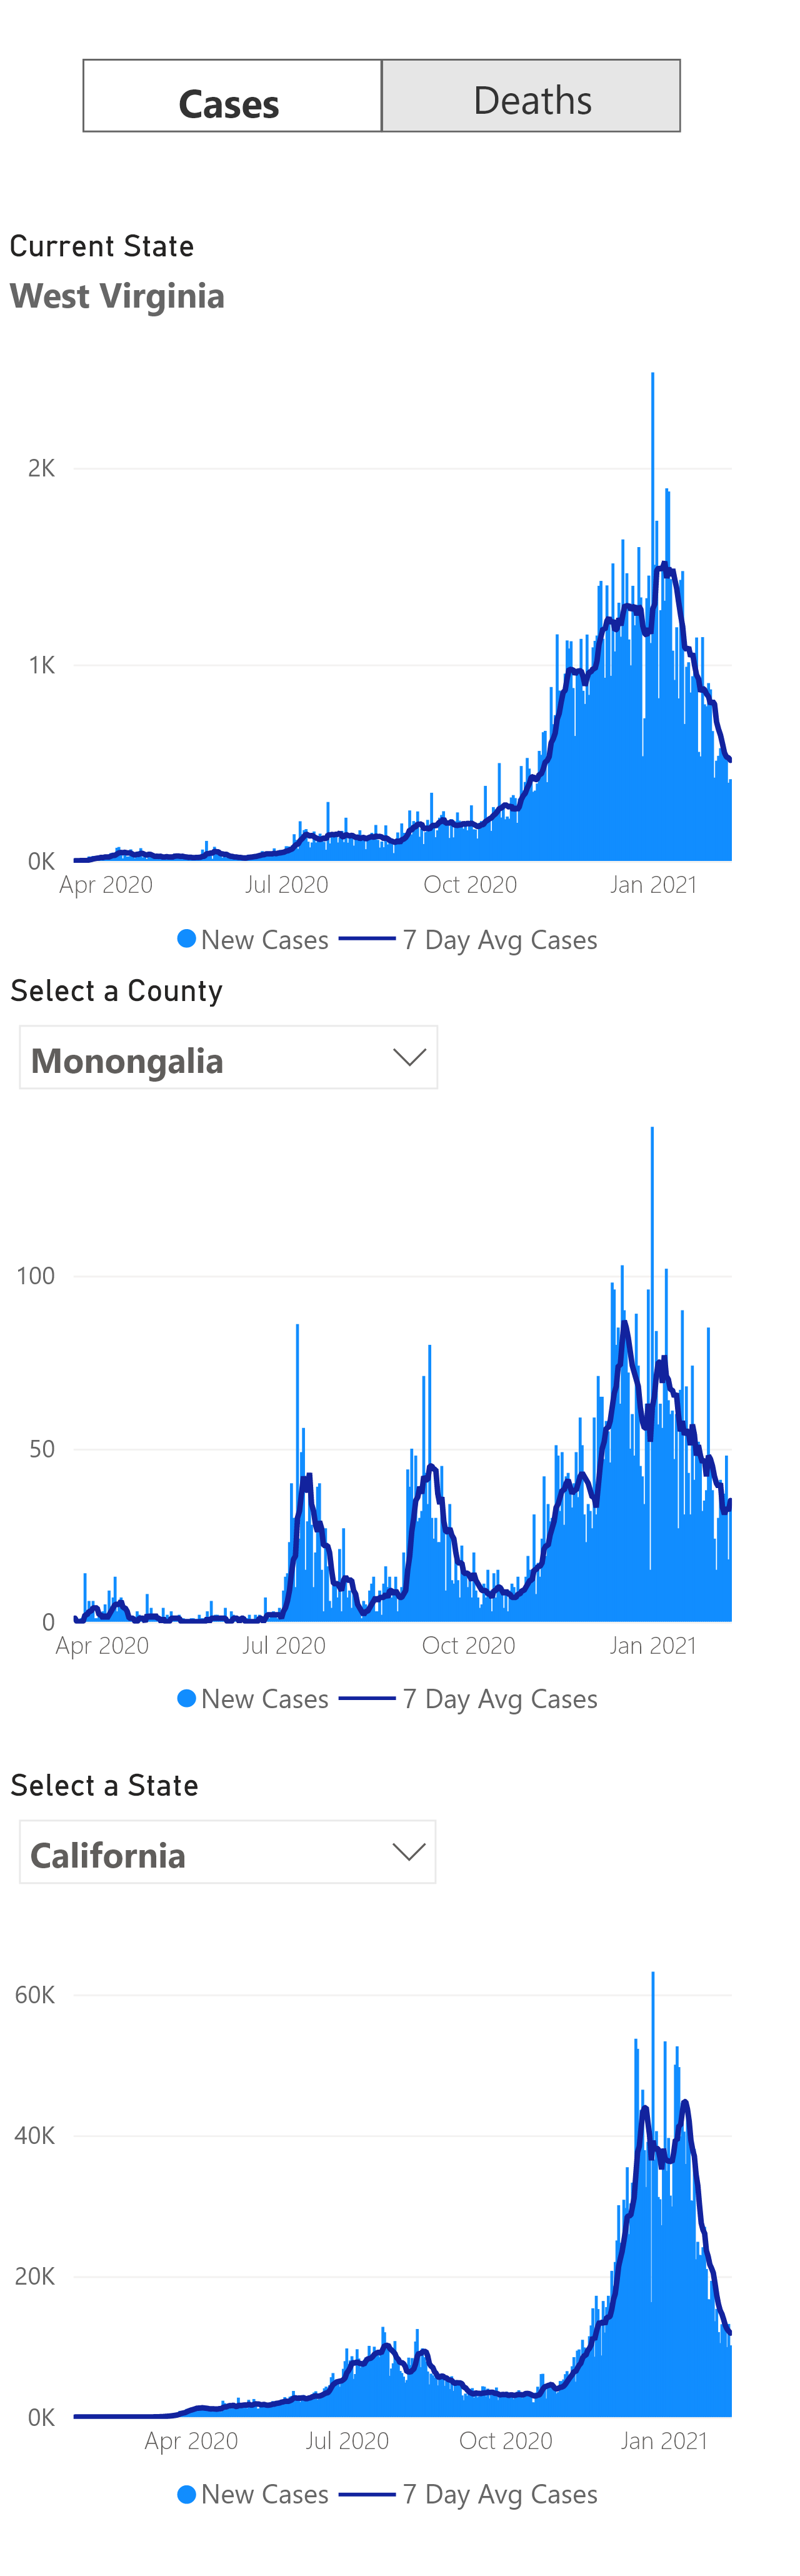 Cases Deaths
Current State
West Virginia
2K
1K
0K
Apr 2020 Jul 2020 Oct 2020 Jan 2021
New Cases 7 Day Avg Cases
Select a County
Monongalia
100
50
0
Apr 2020 Jul 2020 Oct 2020 Jan 2021
New Cases 7 Day Avg Cases
Select a State
California
60K
40K
20K
0K
Apr 2020 Jul 2020 Oct 2020 Jan 2021
New Cases 7 Day Avg Cases